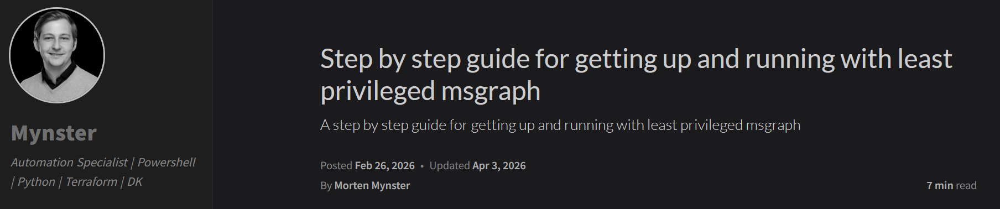 Mynster
Automation Specialist | Powershell
| Python | Terraform | DK
Step by step guide for getting up and running with least
privileged msgraph
A step by step guide for getting up and running with least privileged msgraph
Posted Feb 26, 2026 • Updated Apr 3, 2026
By Morten Mynster
7 min read